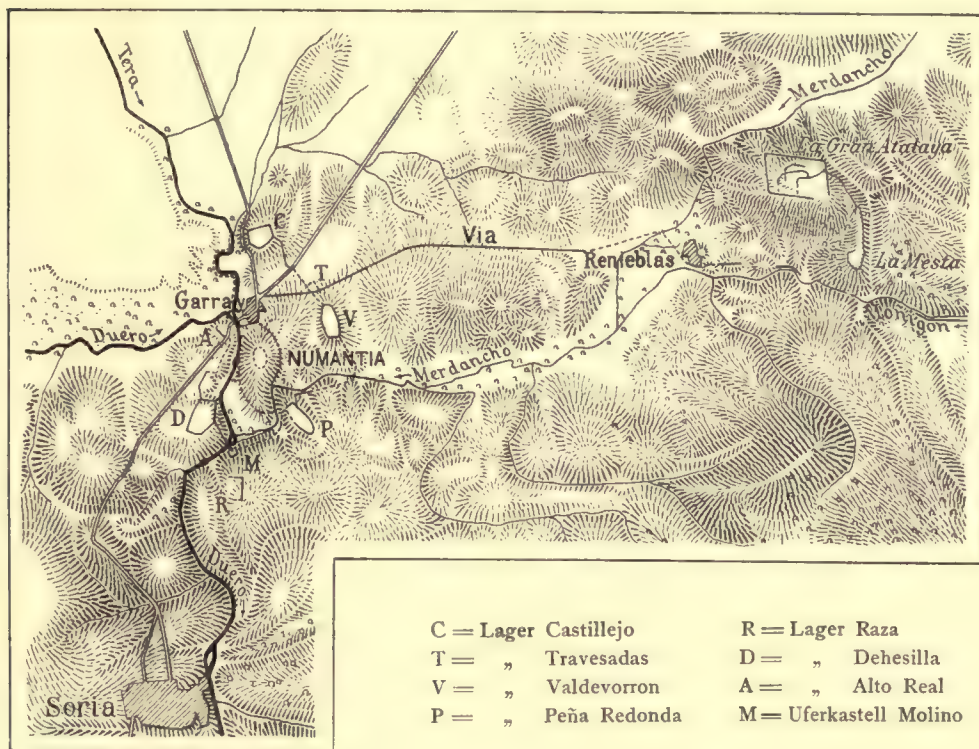 Tera
Merdancho
La Gran Atalaya
C
Via
Renieblas
La Mesta
T
Garray
V
Moñigon
Duero
A
NUMANTIA
Merdancho
D
P
M
R
Duero
Soria
C = Lager Castillejo
T = „ Travesadas
V = „ Valdevorron
P = „ Peña Redonda
R = Lager Raza
D = „ Dehesilla
A = „ Alto Real
M = Uferkastell Molino